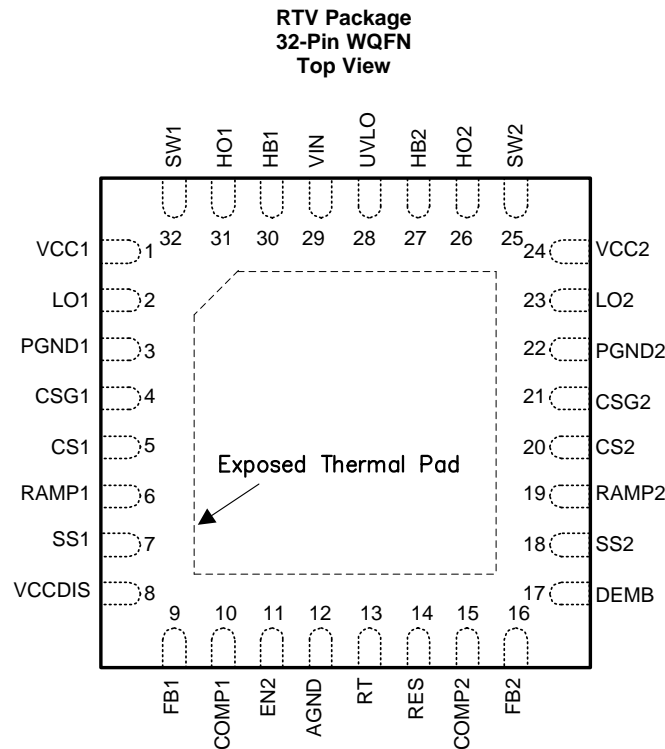 RTV Package
32-Pin WQFN
Top View
SW1
HO1
HB1
VIN
UVLO
HB2
HO2
SW2
32 31 30 29 28 27 26 25
VCC1 1
24 VCC2
LO1 2
23 LO2
PGND1 3
22 PGND2
CSG1 4
21 CSG2
CS1 5
20 CS2
RAMP1 6
19 RAMP2
SS1 7
18 SS2
VCCDIS 8
17 DEMB
Exposed Thermal Pad
9 10 11 12 13 14 15 16
FB1
COMP1
EN2
AGND
RT
RES
COMP2
FB2